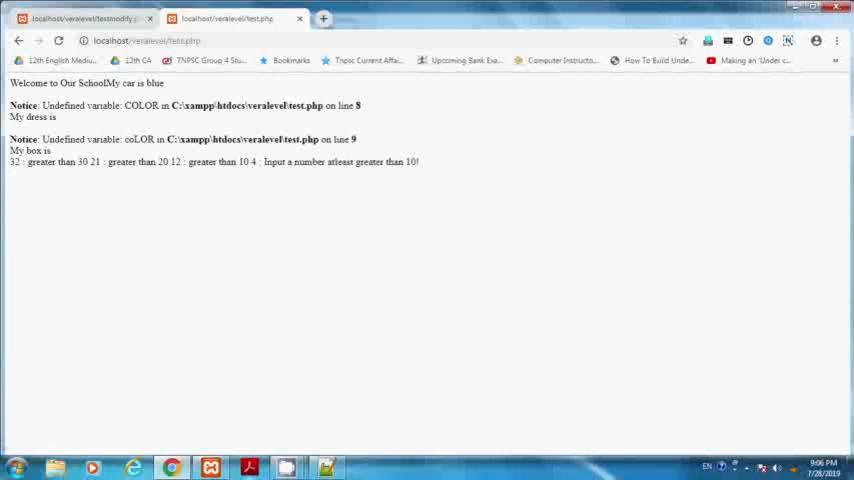 localhost/veralevel/testmodify.p
localhost/veralevel/test.php
localhost/veralevel/test.php
12th English Mediu...
12th CA
TNPSC Group 4 Stu...
Bookmarks
Tnpsc Current Affai...
Upcoming Bank Exa...
Computer Instructo...
How To Build Unde...
Making an 'Under c...
Welcome to Our SchoolMy car is blue
Notice: Undefined variable: COLOR in C:\xampp\htdocs\veralevel\test.php on line 8
My dress is
Notice: Undefined variable: coLOR in C:\xampp\htdocs\veralevel\test.php on line 9
My box is
32 : greater than 30 21 : greater than 20 12 : greater than 10 4 : Input a number atleast greater than 10!
EN
9:06 PM
7/28/2019